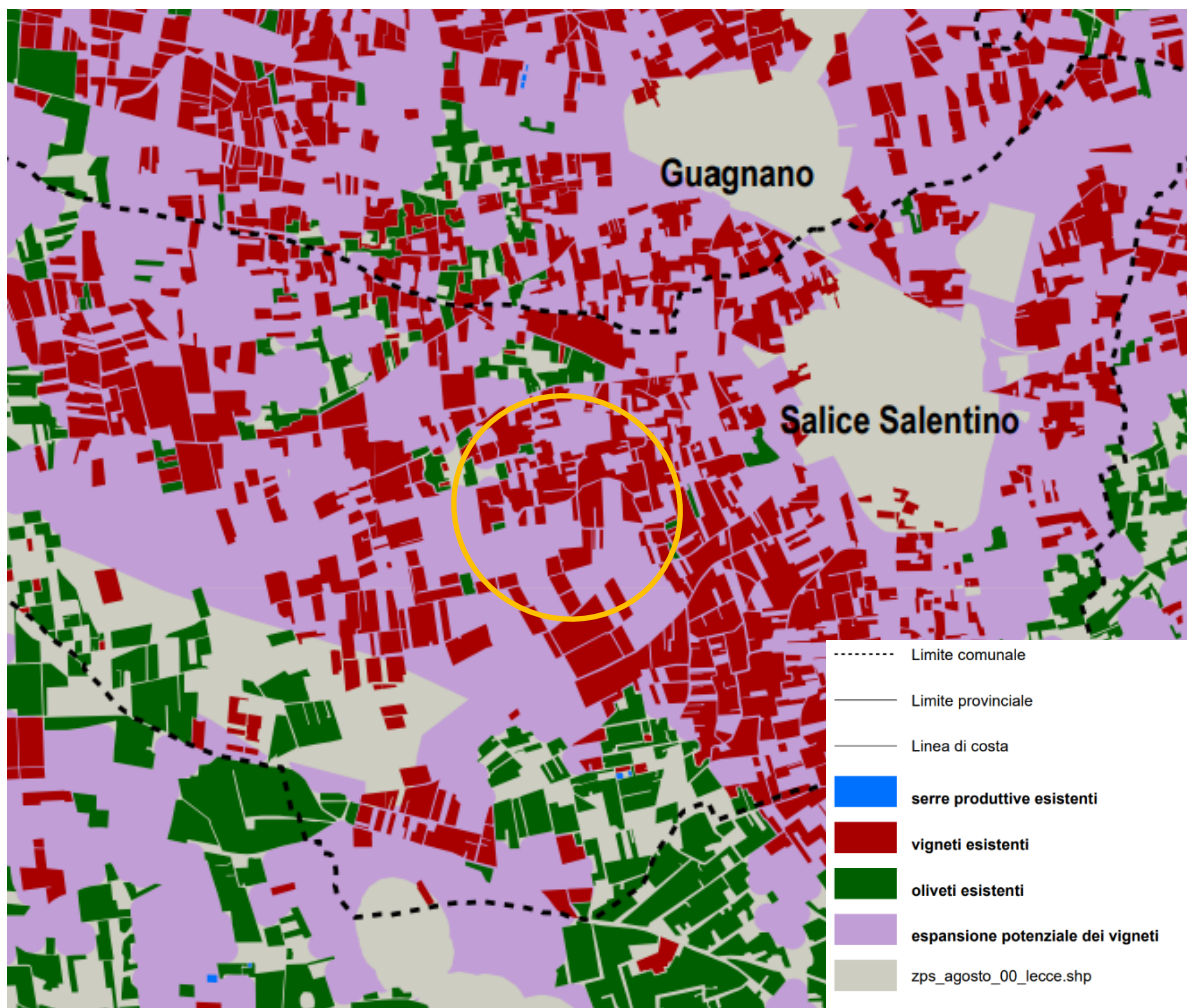 Guagnano
Salice Salentino
Limite comunale
Limite provinciale
Linea di costa
serre produttive esistenti
vigneti esistenti
oliveti esistenti
espansione potenziale dei vigneti
zps_agosto_00_lecce.shp